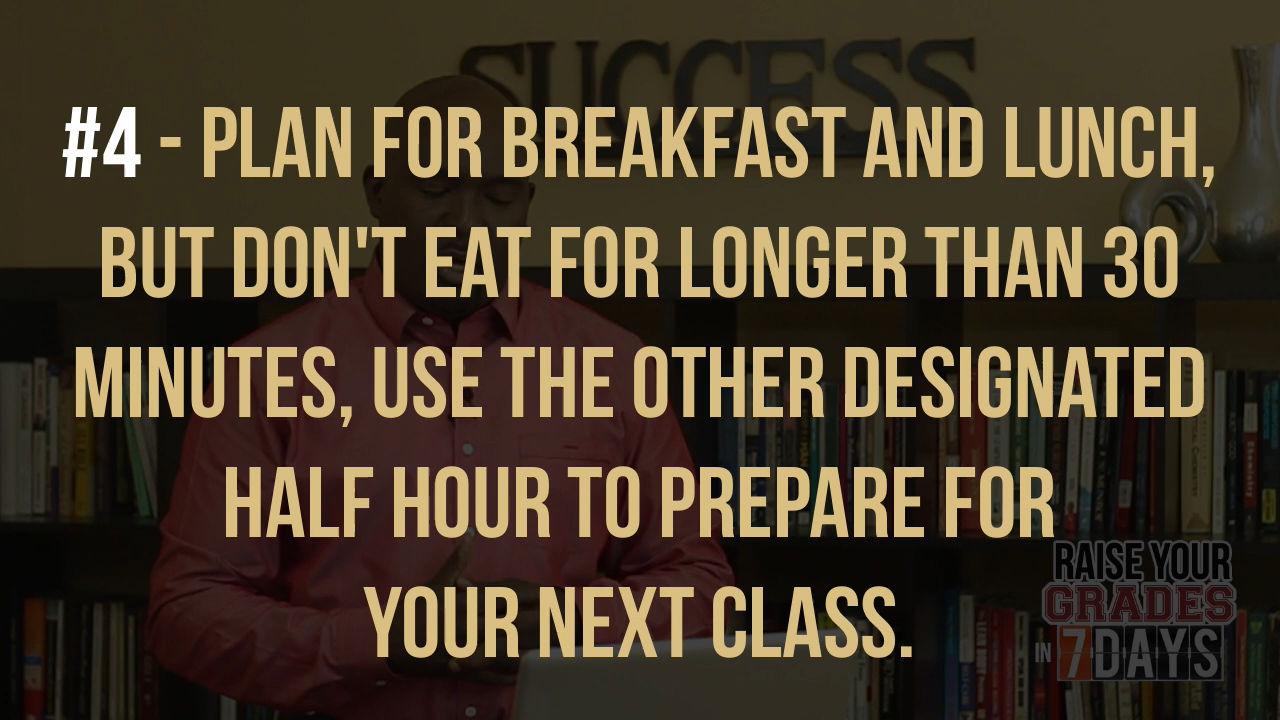 SUCCESS
#4 - PLAN FOR BREAKFAST AND LUNCH,
BUT DON'T EAT FOR LONGER THAN 30
MINUTES, USE THE OTHER DESIGNATED
HALF HOUR TO PREPARE FOR
YOUR NEXT CLASS.
RAISE YOUR
GRADES
IN 7 DAYS